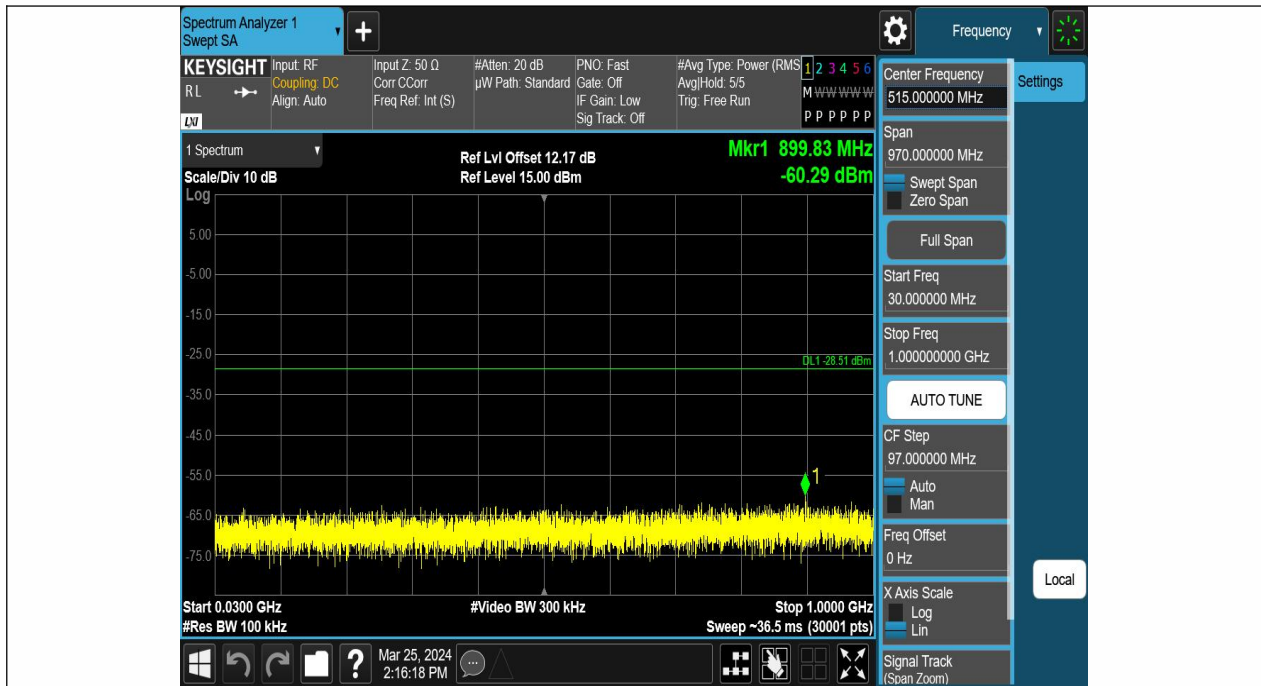 Spectrum Analyzer 1
Swept SA
+
Frequency
KEYSIGHT
RL
LXI
Input: RF
Coupling: DC
Align: Auto
Input Z: 50 Ω
Corr CCorr
Freq Ref: Int (S)
#Atten: 20 dB
µW Path: Standard
PNO: Fast
Gate: Off
IF Gain: Low
Sig Track: Off
#Avg Type: Power (RMS
Avg|Hold: 5/5
Trig: Free Run
1 2 3 4 5 6
M W W W W W
P P P P P P
1 Spectrum
Scale/Div 10 dB
Log
Ref Lvl Offset 12.17 dB
Ref Level 15.00 dBm
Mkr1 899.83 MHz
-60.29 dBm
5.00
-5.00
-15.0
-25.0
DL1 -28.51 dBm
-35.0
-45.0
-55.0
1
-65.0
-75.0
Start 0.0300 GHz
#Res BW 100 kHz
#Video BW 300 kHz
Stop 1.0000 GHz
Sweep ~36.5 ms (30001 pts)
?
Mar 25, 2024
2:16:18 PM
Center Frequency
515.000000 MHz
Span
970.000000 MHz
Swept Span
Zero Span
Full Span
Start Freq
30.000000 MHz
Stop Freq
1.000000000 GHz
AUTO TUNE
CF Step
97.000000 MHz
Auto
Man
Freq Offset
0 Hz
X Axis Scale
Log
Lin
Signal Track
(Span Zoom)
Settings
Local